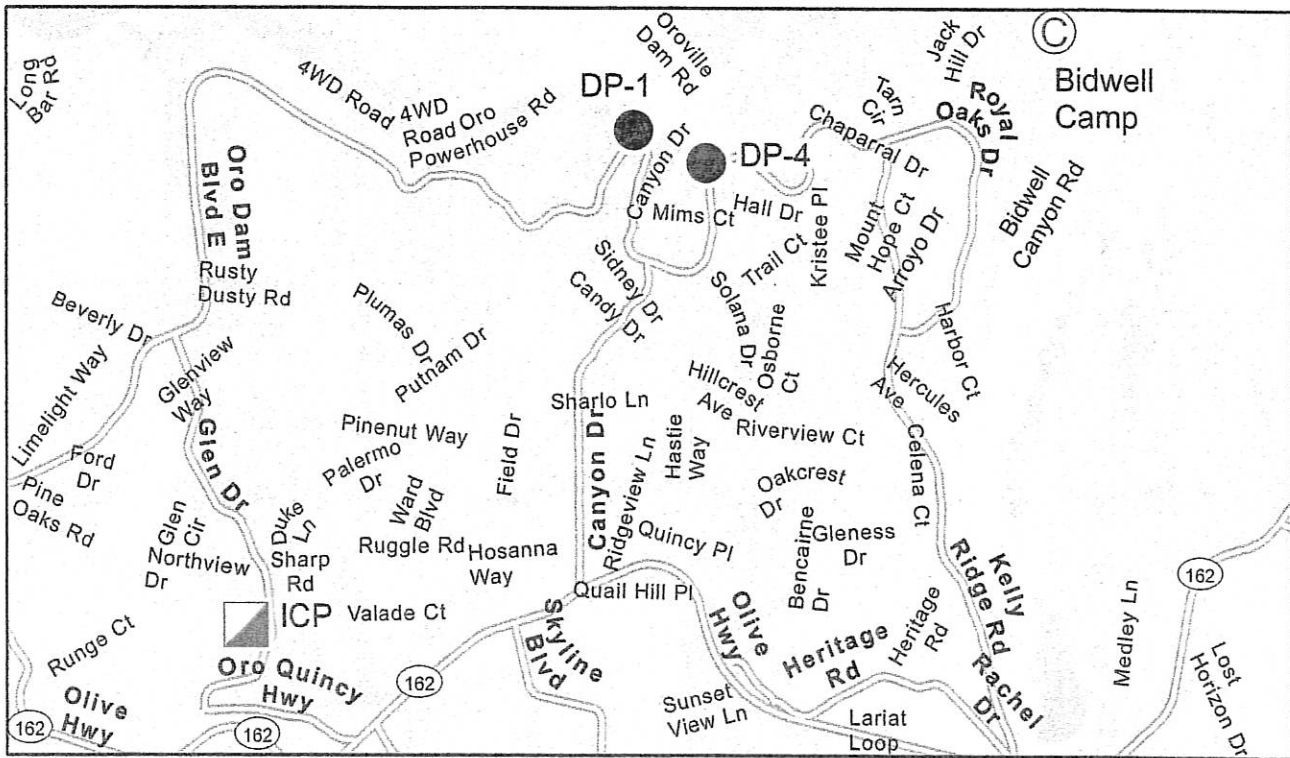 Long
Bar Rd
4WD Road
4WD
Road Oro
Powerhouse Rd
Oroville
Dam Rd
DP-1
DP-4
Jack
Hill Dr
C
Bidwell
Camp
Tarn
Cir
Royal
Oaks Dr
Chaparral Dr
Oro Dam
Blvd E
Canyon Dr
Mims Ct
Hall Dr
Kristee Pl
Trail Ct
Mount
Hope Ct
Arroyo Dr
Bidwell
Canyon Rd
Rusty
Dusty Rd
Beverly Dr
Plumas Dr
Putnam Dr
Sidney Dr
Candy Dr
Solana Dr
Osborne
Ct
Harbor Ct
Limelight Way
Glenview
Way
Glen Dr
Sharlo Ln
Hillcrest
Ave
Riverview Ct
Hercules
Ave
Celena Ct
Pinenut Way
Palermo
Dr
Field Dr
Canyon Dr
Ridgeview Ln
Hastie
Way
Oakcrest
Dr
Ford
Dr
Pine
Oaks Rd
Glen
Cir
Northview
Dr
Duke
Ln
Sharp
Rd
Ward
Blvd
Ruggle Rd
Hosanna
Way
Quincy Pl
Gleness
Dr
Bencairne
Dr
Kelly
Ridge Rd
162
Quail Hill Pl
ICP
Valade Ct
Skyline
Blvd
Olive
Hwy
Heritage
Rd
Heritage
Rd
Rachel
Dr
Medley Ln
Lost
Horizon Dr
Runge Ct
Oro Quincy
Hwy
162
Sunset
View Ln
Lariat
Loop
162
Olive
Hwy
162